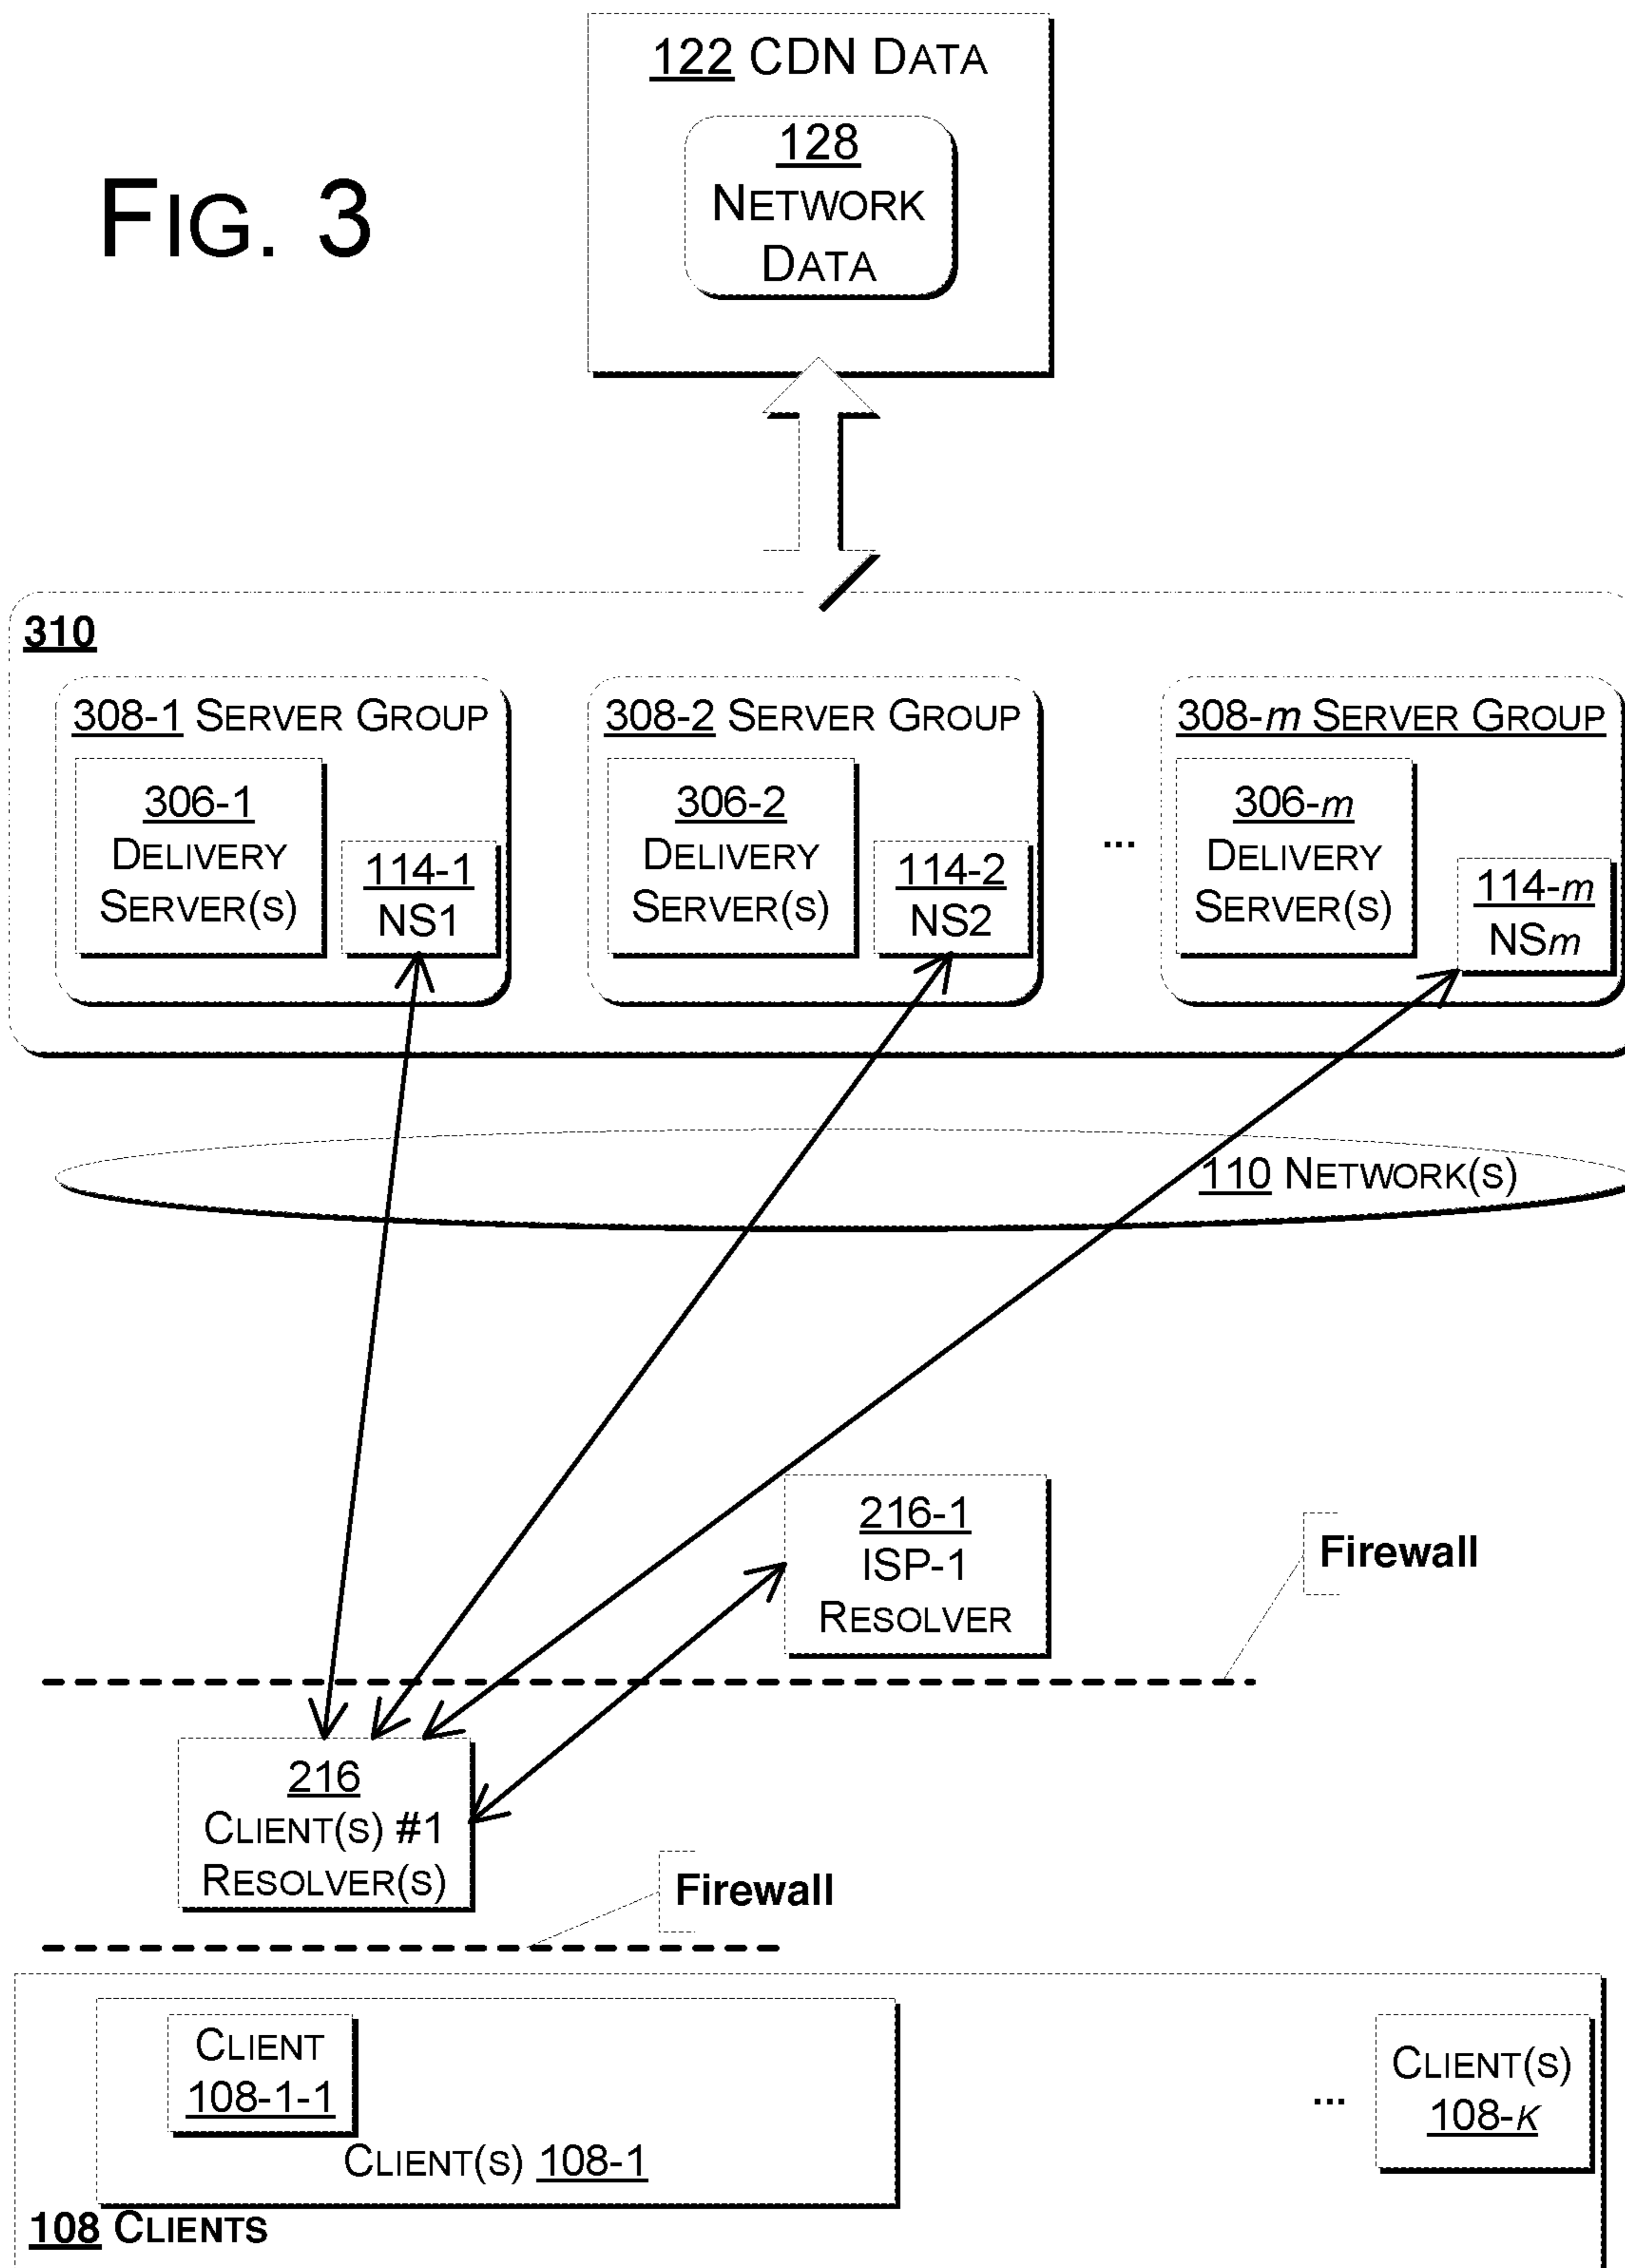 122 CDN DATA
128
NETWORK
DATA
FIG. 3
310
308-1 SERVER GROUP
306-1
DELIVERY
SERVER(S)
114-1
NS1
308-2 SERVER GROUP
306-2
DELIVERY
SERVER(S)
114-2
NS2
...
308-m SERVER GROUP
306-m
DELIVERY
SERVER(S)
114-m
NSm
110 NETWORK(S)
216-1
ISP-1
RESOLVER
Firewall
216
CLIENT(S) #1
RESOLVER(S)
Firewall
CLIENT
108-1-1
CLIENT(S) 108-1
...
CLIENT(S)
108-K
108 CLIENTS